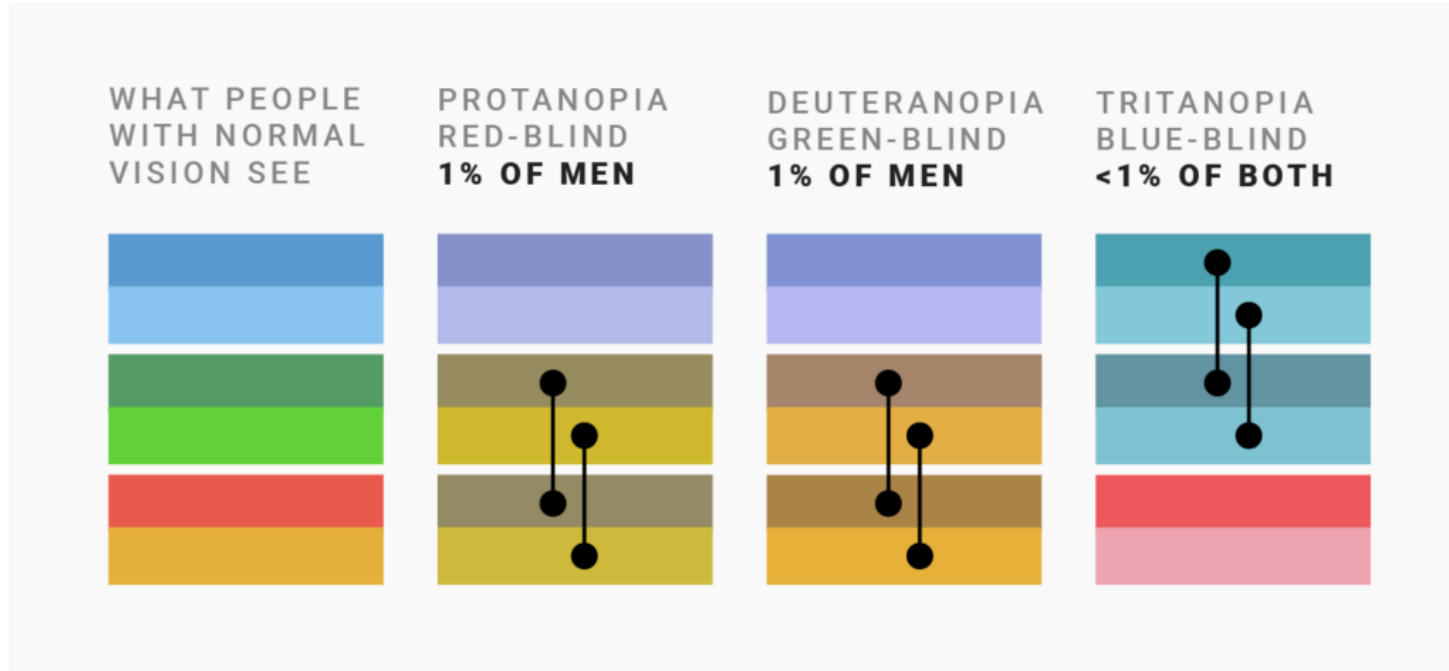 WHAT PEOPLE
WITH NORMAL
VISION SEE
PROTANOPIA
RED-BLIND
1% OF MEN
DEUTERANOPIA
GREEN-BLIND
1% OF MEN
TRITANOPIA
BLUE-BLIND
<1% OF BOTH